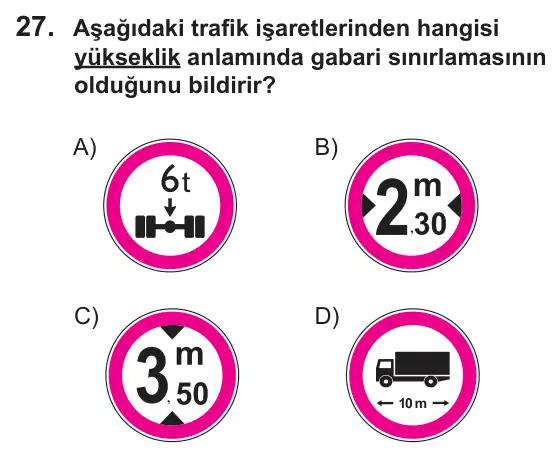 27. Aşağıdaki trafik işaretlerinden hangisi
yükseklik anlamında gabari sınırlamasının
olduğunu bildirir?
A)
6t
B)
2,30 m
C)
3,50 m
D)
10 m